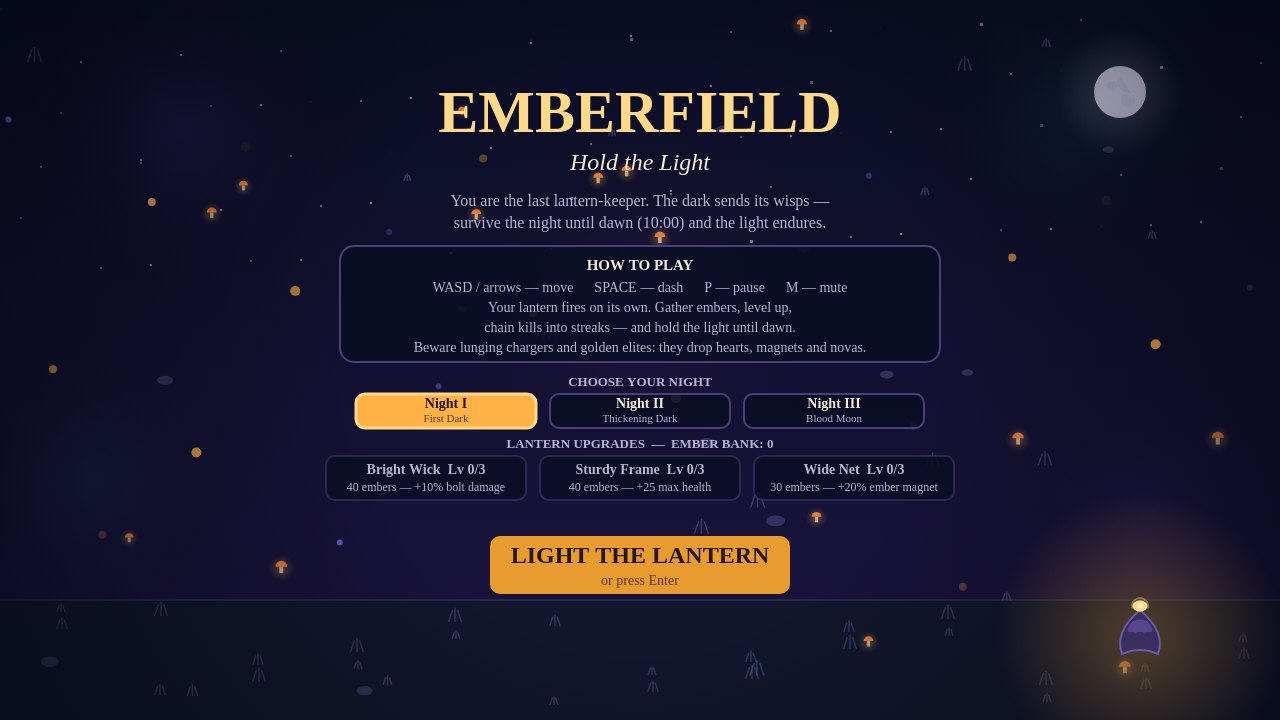 EMBERFIELD
Hold the Light
You are the last lantern-keeper. The dark sends its wisps —
survive the night until dawn (10:00) and the light endures.
HOW TO PLAY
WASD / arrows — move SPACE — dash P — pause M — mute
Your lantern fires on its own. Gather embers, level up,
chain kills into streaks — and hold the light until dawn.
Beware lunging chargers and golden elites: they drop hearts, magnets and novas.
CHOOSE YOUR NIGHT
Night I Night II Night III
First Dark Thickening Dark Blood Moon
LANTERN UPGRADES — EMBER BANK: 0
Bright Wick Lv 0/3 Sturdy Frame Lv 0/3 Wide Net Lv 0/3
40 embers — +10% bolt damage 40 embers — +25 max health 30 embers — +20% ember magnet
LIGHT THE LANTERN
or press Enter